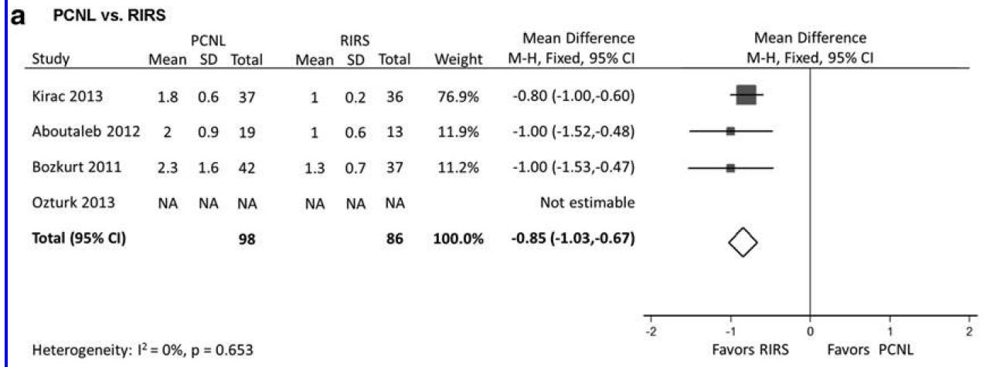 a PCNL vs. RIRS
PCNL RIRS Mean Difference Mean Difference
Study Mean SD Total Mean SD Total Weight M-H, Fixed, 95% CI M-H, Fixed, 95% CI
Kirac 2013 1.8 0.6 37 1 0.2 36 76.9% -0.80 (-1.00,-0.60)
Aboutaleb 2012 2 0.9 19 1 0.6 13 11.9% -1.00 (-1.52,-0.48)
Bozkurt 2011 2.3 1.6 42 1.3 0.7 37 11.2% -1.00 (-1.53,-0.47)
Ozturk 2013 NA NA NA NA NA NA Not estimable
Total (95% CI) 98 86 100.0% -0.85 (-1.03,-0.67)
-2 -1 0 1 2
Favors RIRS Favors PCNL
Heterogeneity: I² = 0%, p = 0.653